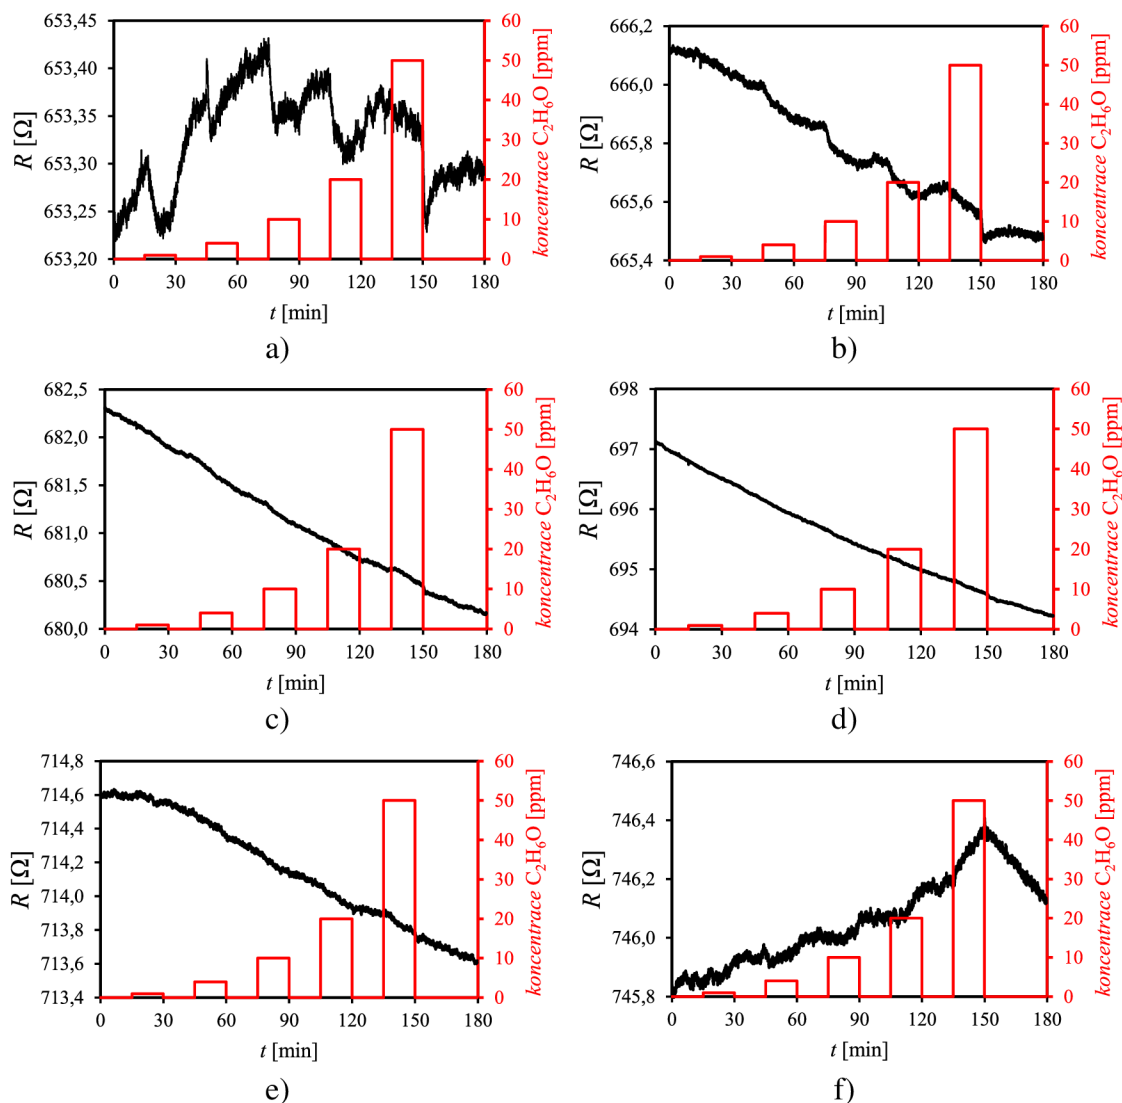 653,45
653,40
653,35
653,30
653,25
653,20
R [Ω]
60
50
40
30
20
10
0
koncentrace C₂H₆O [ppm]
0 30 60 90 120 150 180
t [min]
a)
666,2
666,0
665,8
665,6
665,4
R [Ω]
60
50
40
30
20
10
0
koncentrace C₂H₆O [ppm]
0 30 60 90 120 150 180
t [min]
b)
682,5
682,0
681,5
681,0
680,5
680,0
R [Ω]
60
50
40
30
20
10
0
koncentrace C₂H₆O [ppm]
0 30 60 90 120 150 180
t [min]
c)
698
697
696
695
694
R [Ω]
60
50
40
30
20
10
0
koncentrace C₂H₆O [ppm]
0 30 60 90 120 150 180
t [min]
d)
714,8
714,6
714,4
714,2
714,0
713,8
713,6
713,4
R [Ω]
60
50
40
30
20
10
0
koncentrace C₂H₆O [ppm]
0 30 60 90 120 150 180
t [min]
e)
746,6
746,4
746,2
746,0
745,8
R [Ω]
60
50
40
30
20
10
0
koncentrace C₂H₆O [ppm]
0 30 60 90 120 150 180
t [min]
f)